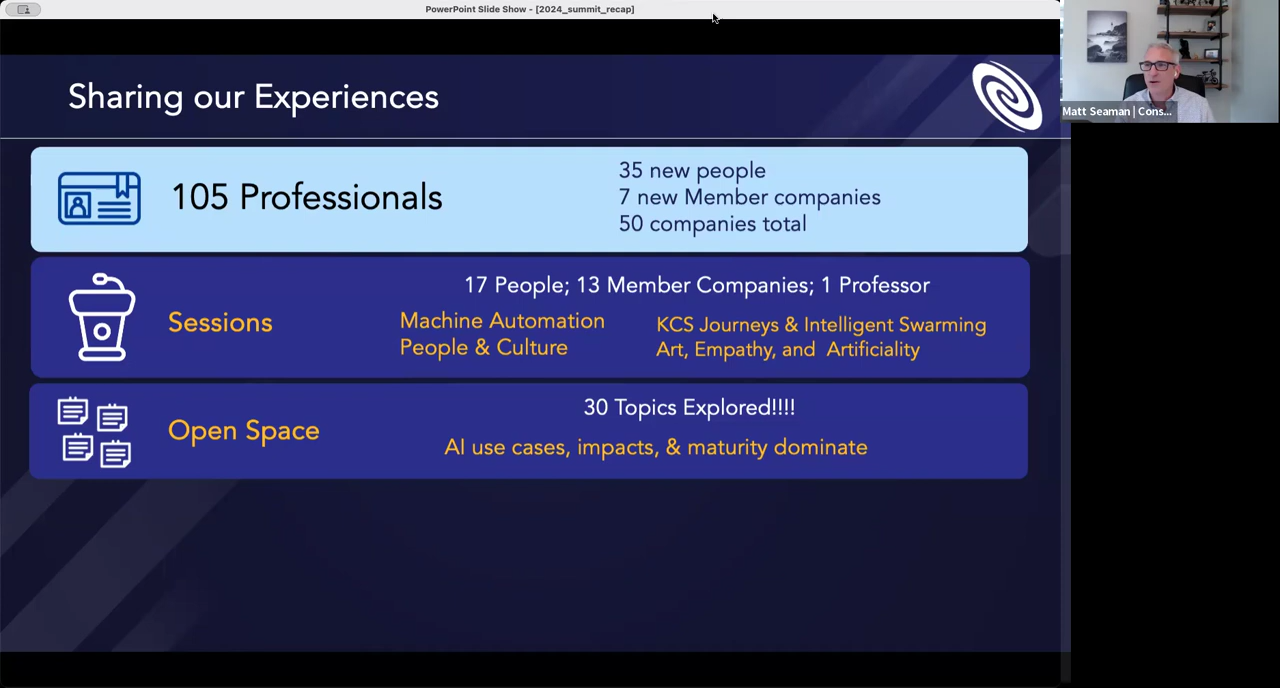 PowerPoint Slide Show - [2024_summit_recap]
Sharing our Experiences
105 Professionals
35 new people
7 new Member companies
50 companies total
Sessions
17 People; 13 Member Companies; 1 Professor
Machine Automation
People & Culture
KCS Journeys & Intelligent Swarming
Art, Empathy, and Artificiality
Open Space
30 Topics Explored!!!!
AI use cases, impacts, & maturity dominate
Matt Seaman | Cons...